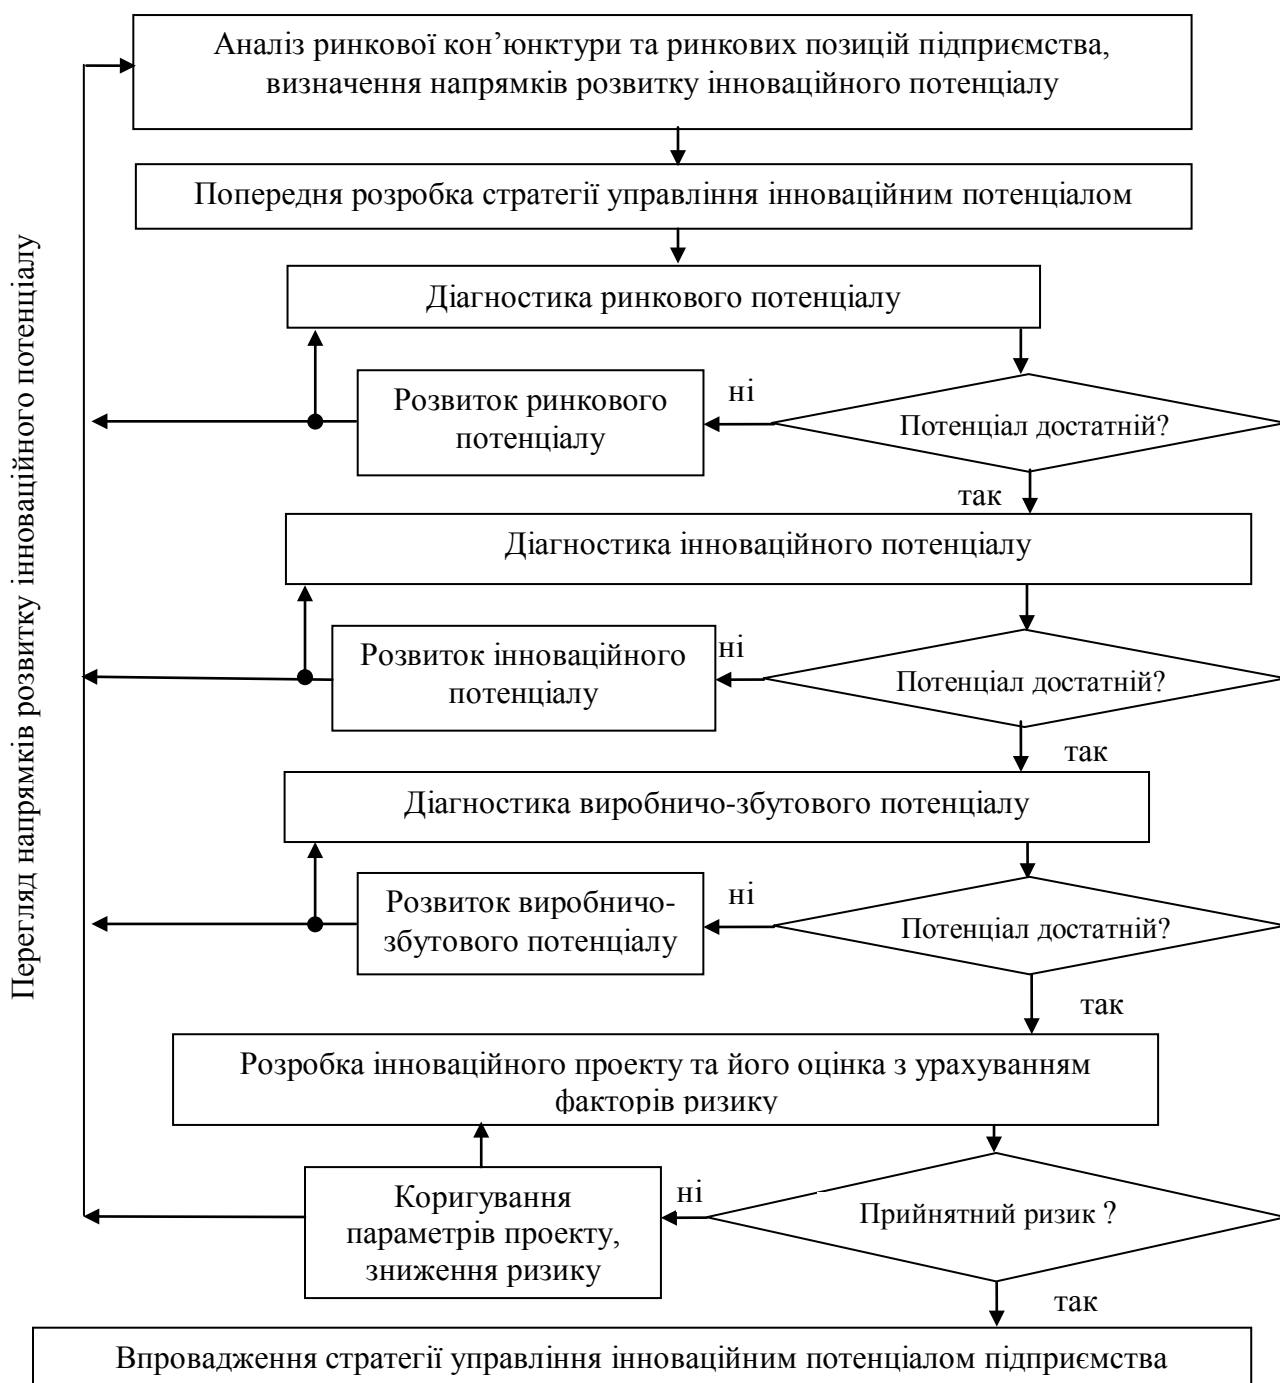 Аналіз ринкової кон’юнктури та ринкових позицій підприємства,
визначення напрямків розвитку інноваційного потенціалу
Попередня розробка стратегії управління інноваційним потенціалом
Діагностика ринкового потенціалу
Розвиток ринкового
потенціалу
ні
Потенціал достатній?
так
Діагностика інноваційного потенціалу
Розвиток інноваційного
потенціалу
ні
Потенціал достатній?
так
Діагностика виробничо-збутового потенціалу
Розвиток виробничо-
збутового потенціалу
ні
Потенціал достатній?
так
Розробка інноваційного проекту та його оцінка з урахуванням
факторів ризику
Коригування
параметрів проекту,
зниження ризику
ні
Прийнятний ризик ?
так
Впровадження стратегії управління інноваційним потенціалом підприємства
Перегляд напрямків розвитку інноваційного потенціалу